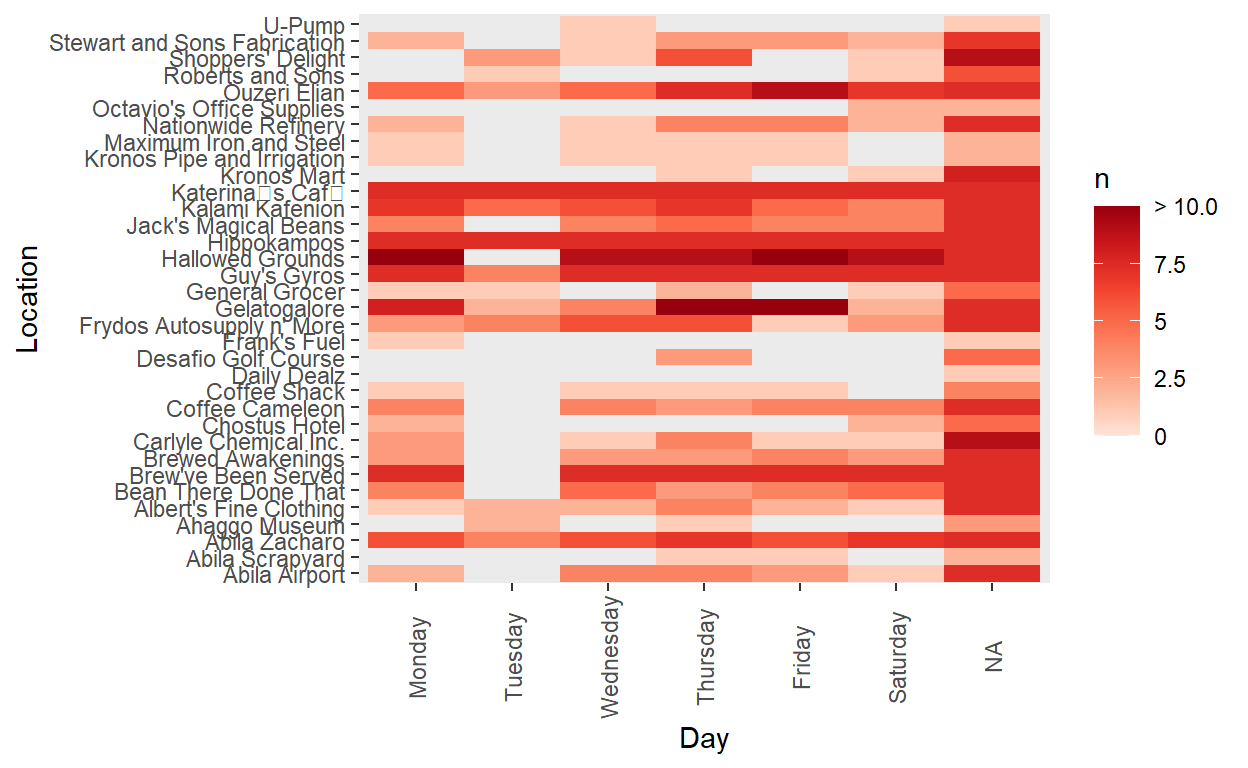 U-Pump
Stewart and Sons Fabrication
Shoppers' Delight
Roberts and Sons
Ouzeri Elian
Octavio's Office Supplies
Nationwide Refinery
Maximum Iron and Steel
Kronos Pipe and Irrigation
Kronos Mart
Katerina▯s Caf▯
Kalami Kafenion
Jack's Magical Beans
Hippokampos
Hallowed Grounds
Guy's Gyros
General Grocer
Gelatogalore
Frydos Autosupply n' More
Frank's Fuel
Desafio Golf Course
Daily Dealz
Coffee Shack
Coffee Cameleon
Chostus Hotel
Carlyle Chemical Inc.
Brewed Awakenings
Brew've Been Served
Bean There Done That
Albert's Fine Clothing
Ahaggo Museum
Abila Zacharo
Abila Scrapyard
Abila Airport
Location
Monday
Tuesday
Wednesday
Thursday
Friday
Saturday
NA
Day
n
> 10.0
7.5
5
2.5
0